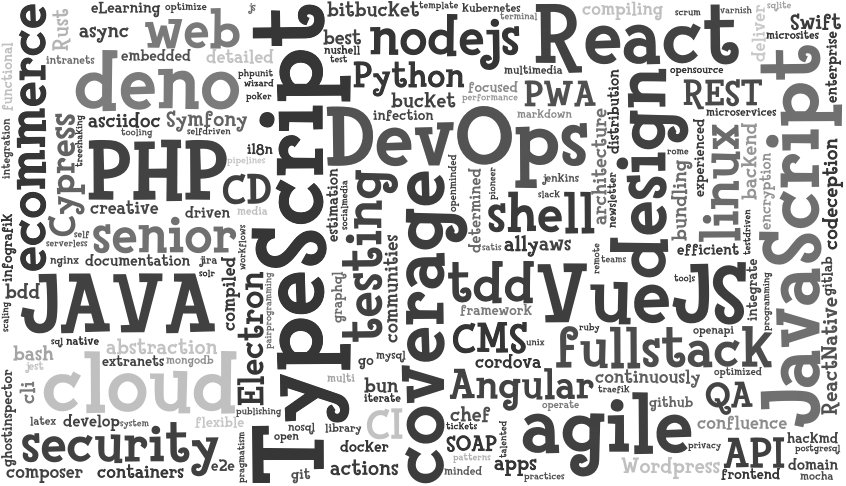 eLearning
optimize
js
bitbucket
template
kubernetes
terminal
compiling
scrum
varnish
sqlite
Swift
microsites
enterprise
deliver
functional
integration
ecommerce
Rust
async
web
intranets
embedded
detailed
TypeScript
best
nushell
test
nodejs
React
opensource
multimedia
Python
focused
performance
bucket
PWA
markdown
REST
microservices
deno
phpunit
wizard
poker
asciidoc
tooling
Symfony
selfdriven
infection
DevOps
distribution
design
architecture
JavaScript
Cypress
treeshaking
PHP
i18n
pipelines
CD
media
creative
driven
openminded
pioneer
jenkins
slack
rome
bundling
experienced
linux
backend
testdriven
encryption
codeception
infografik
self
serverless
senior
estimation
socialmedia
testing
coverage
determined
satis
shell
allyaws
newsletter
efficient
nginx
documentation
jira
solr
workflows
remote
teams
tools
integrate
programming
gitlab
ReactNative
scaling
bdd
JAVA
compiled
Electron
pairprogramming
graphql
communities
tdd
framework
VueJS
sql
native
CMS
unix
ruby
openapi
bash
jest
abstraction
extranets
mongodb
go
mysql
cordova
fullstack
optimized
cli
cloud
multi
bun
iterate
Angular
continuously
traefik
QA
ghostinspector
publishing
operate
github
latex
develop
system
flexible
nosql
open
library
CI
chef
tickets
agile
confluence
security
e2e
pragmatism
docker
SOAP
patterns
talented
privacy
API
hackmd
postgresql
composer
containers
git
actions
minded
apps
practices
Wordpress
frontend
domain
mocha